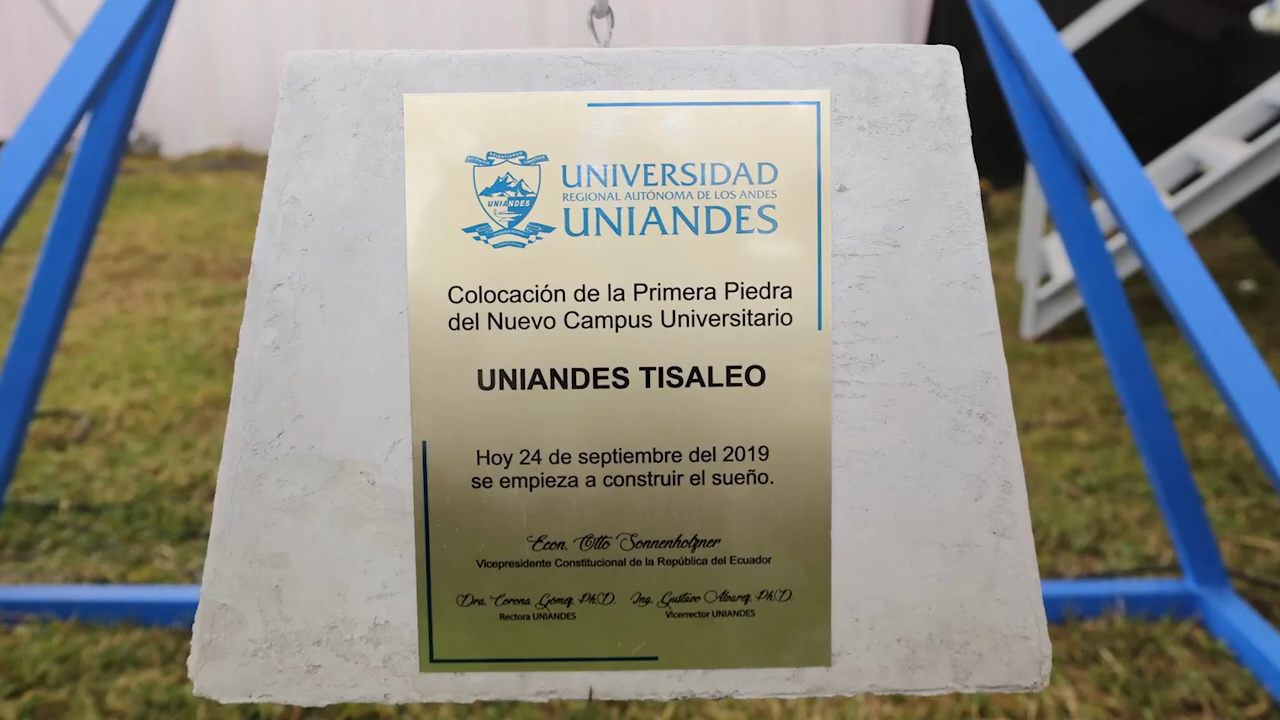 UNIANDES
UNIVERSIDAD
REGIONAL AUTÓNOMA DE LOS ANDES
UNIANDES
Colocación de la Primera Piedra
del Nuevo Campus Universitario
UNIANDES TISALEO
Hoy 24 de septiembre del 2019
se empieza a construir el sueño.
Econ. Otto Sonnenholzner
Vicepresidente Constitucional de la República del Ecuador
Dra. Corona Gómez, Ph.D. Ing. Gustavo Álvarez, Ph.D.
Rectora UNIANDES Vicerrector UNIANDES